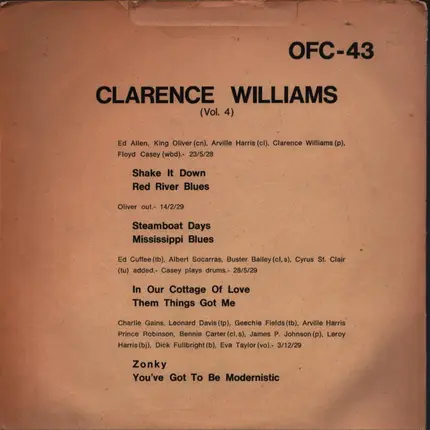 OFC-43
CLARENCE WILLIAMS
(Vol. 4)
Ed Allen, King Oliver (cn), Arville Harris (cl), Clarence Williams (p),
Floyd Casey (wbd).- 23/5/28
Shake It Down
Red River Blues
Oliver out.- 14/2/29
Steamboat Days
Mississippi Blues
Ed Cuffee (tb), Albert Socarras, Buster Bailey (cl, s), Cyrus St. Clair
(tu) added.- Casey plays drums.- 28/5/29
In Our Cottage Of Love
Them Things Got Me
Charlie Gains, Leonard Davis (tp), Geechie Fields (tb), Arville Harris
Prince Robinson, Bennie Carter (cl, s), James P. Johnson (p), Leroy
Harris (bj), Dick Fullbright (b), Eva Taylor (vo).- 3/12/29
Zonky
You've Got To Be Modernistic